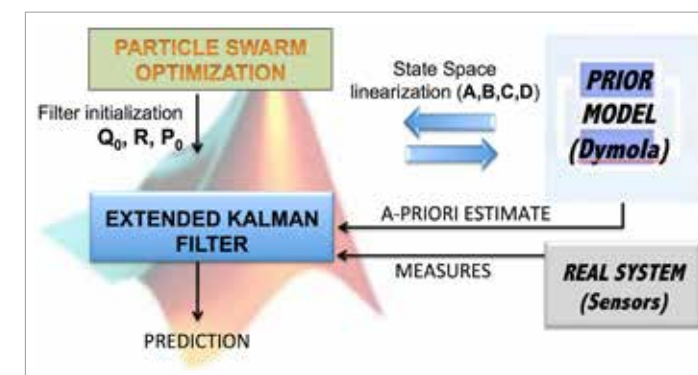 PARTICLE SWARM
OPTIMIZATION
Filter initialization
Q₀, R, P₀
State Space
linearization (A,B,C,D)
PRIOR
MODEL
(Dymola)
EXTENDED KALMAN
FILTER
A-PRIORI ESTIMATE
MEASURES
REAL SYSTEM
(Sensors)
PREDICTION